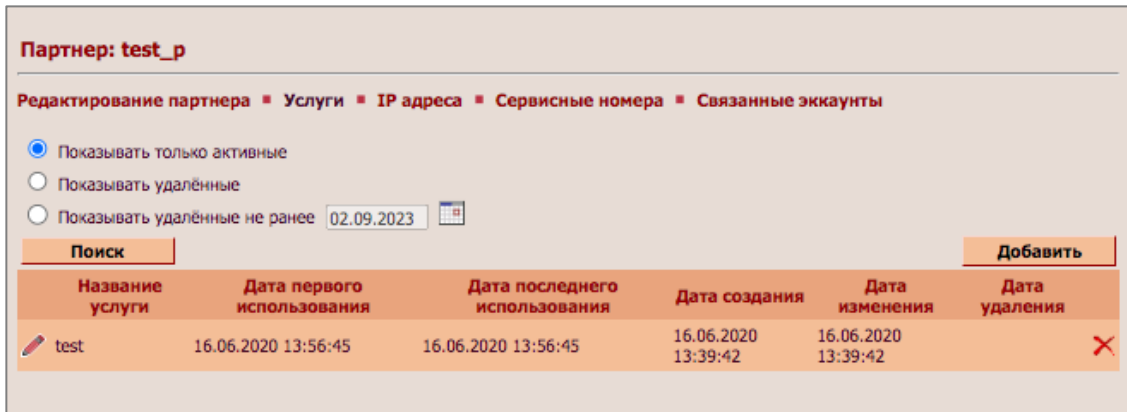 Партнер: test_p
Редактирование партнера ▪ Услуги ▪ IP адреса ▪ Сервисные номера ▪ Связанные эккаунты
Показывать только активные
Показывать удалённые
Показывать удалённые не ранее 02.09.2023
Поиск Добавить
Название услуги Дата первого использования Дата последнего использования Дата создания Дата изменения Дата удаления
test 16.06.2020 13:56:45 16.06.2020 13:56:45 16.06.2020 13:39:42 16.06.2020 13:39:42